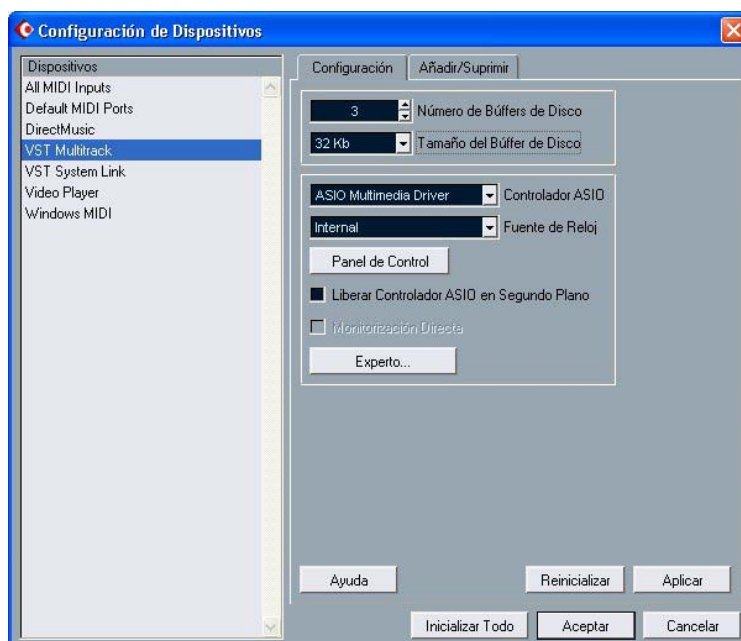 Configuración de Dispositivos
Dispositivos
All MIDI Inputs
Default MIDI Ports
DirectMusic
VST Multitrack
VST System Link
Video Player
Windows MIDI
Configuración
Añadir/Suprimir
3 Número de Búffers de Disco
32 Kb Tamaño del Búffer de Disco
ASIO Multimedia Driver Controlador ASIO
Internal Fuente de Reloj
Panel de Control
Liberar Controlador ASIO en Segundo Plano
Monitorización Directa
Experto...
Ayuda
Reinicializar
Aplicar
Inicializar Todo
Aceptar
Cancelar